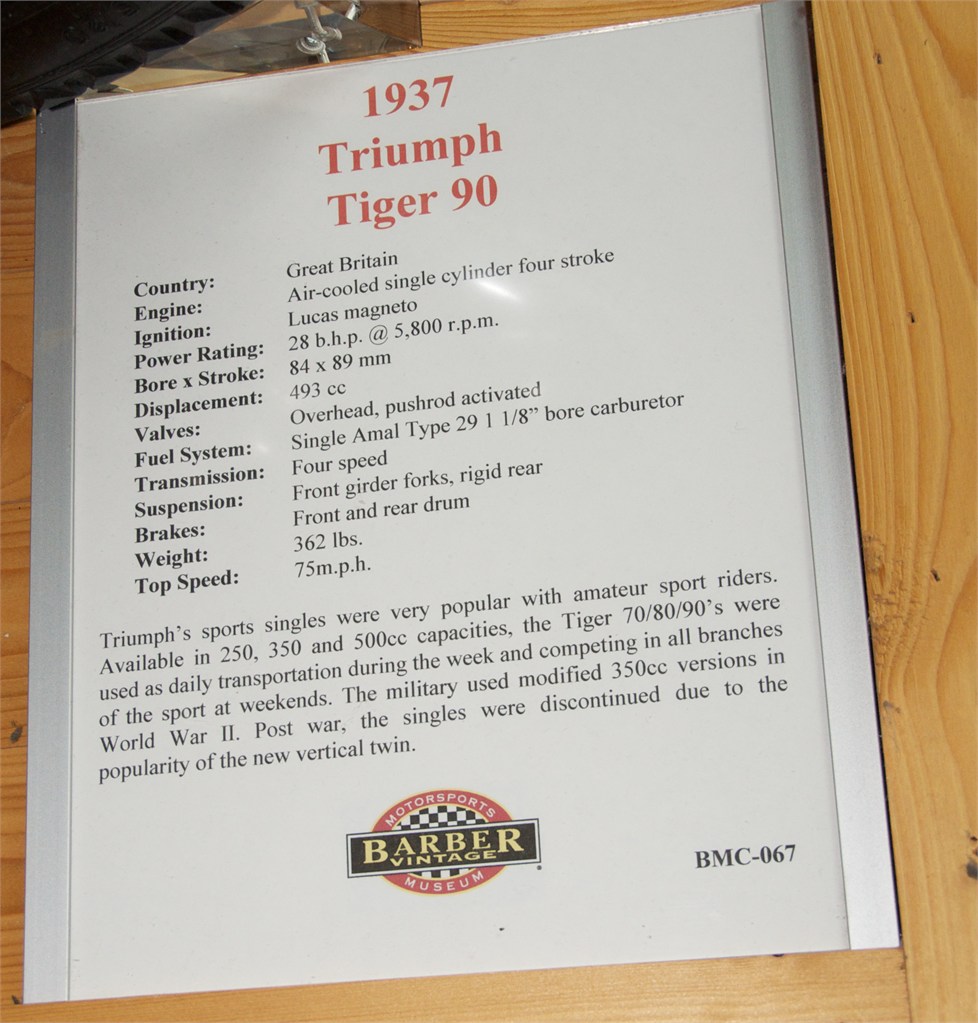 1937
Triumph
Tiger 90
Country: Great Britain
Engine: Air-cooled single cylinder four stroke
Ignition: Lucas magneto
Power Rating: 28 b.h.p. @ 5,800 r.p.m.
Bore x Stroke: 84 x 89 mm
Displacement: 493 cc
Valves: Overhead, pushrod activated
Fuel System: Single Amal Type 29 1 1/8” bore carburetor
Transmission: Four speed
Suspension: Front girder forks, rigid rear
Brakes: Front and rear drum
Weight: 362 lbs.
Top Speed: 75m.p.h.
Triumph’s sports singles were very popular with amateur sport riders.
Available in 250, 350 and 500cc capacities, the Tiger 70/80/90’s were
used as daily transportation during the week and competing in all branches
of the sport at weekends. The military used modified 350cc versions in
World War II. Post war, the singles were discontinued due to the
popularity of the new vertical twin.
MOTORSPORTS
BARBER
VINTAGE
MUSEUM
BMC-067